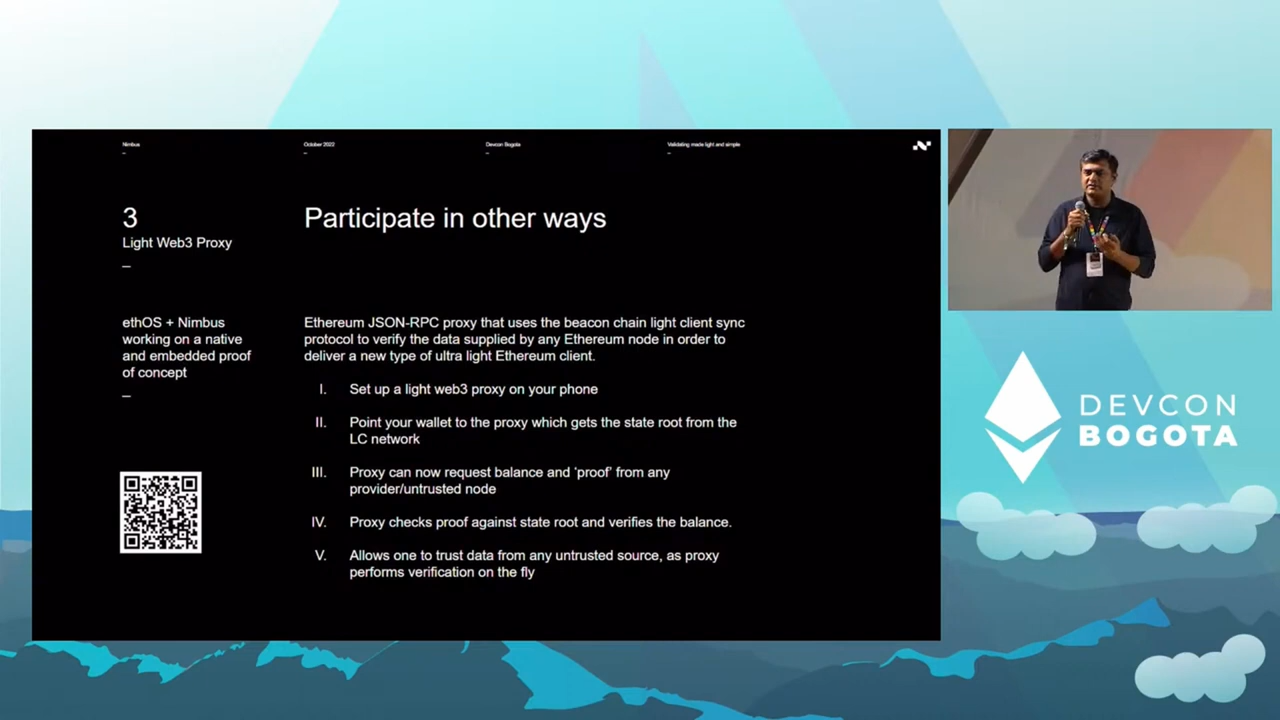 Nimbus
October 2022
Devcon Bogota
Validating made light and simple
3
Light Web3 Proxy
Participate in other ways
ethOS + Nimbus
working on a native
and embedded proof
of concept
Ethereum JSON-RPC proxy that uses the beacon chain light client sync
protocol to verify the data supplied by any Ethereum node in order to
deliver a new type of ultra light Ethereum client.
I. Set up a light web3 proxy on your phone
II. Point your wallet to the proxy which gets the state root from the
LC network
III. Proxy can now request balance and 'proof' from any
provider/untrusted node
IV. Proxy checks proof against state root and verifies the balance.
V. Allows one to trust data from any untrusted source, as proxy
performs verification on the fly
DEVCON
BOGOTA